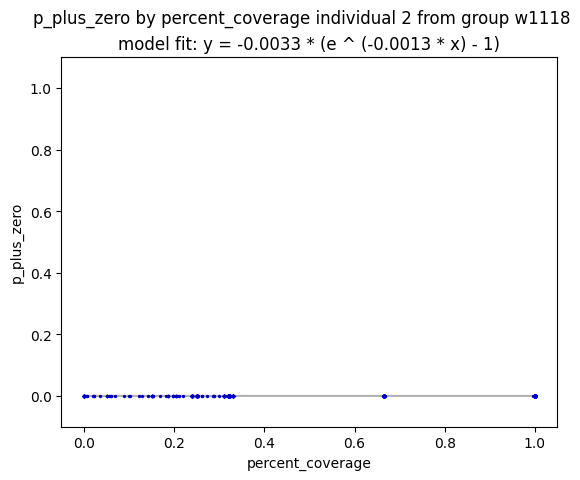 p_plus_zero by percent_coverage individual 2 from group w1118
model fit: y = -0.0033 * (e ^ (-0.0013 * x) - 1)
1.0
0.8
0.6
0.4
0.2
0.0
p_plus_zero
0.0 0.2 0.4 0.6 0.8 1.0
percent_coverage